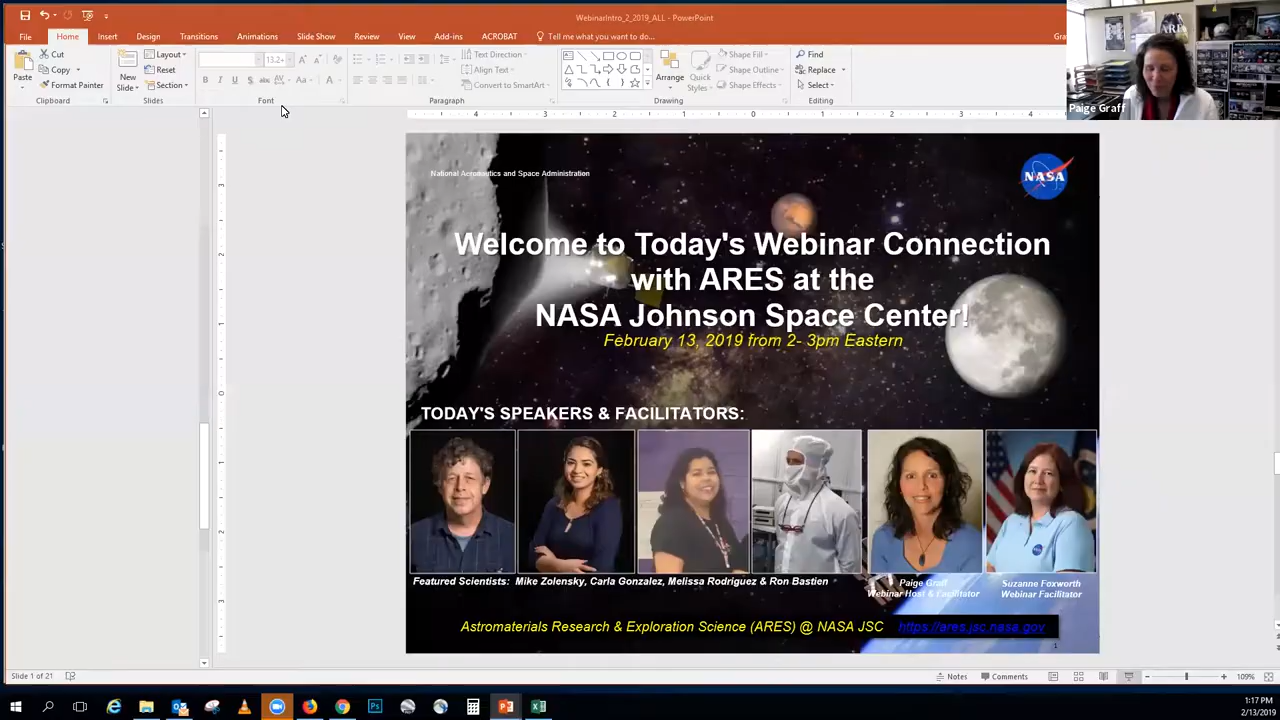 WebinarIntro_2_2019_ALL - PowerPoint
File Home Insert Design Transitions Animations Slide Show Review View Add-ins ACROBAT Tell me what you want to do...
Paste
Cut
Copy
Format Painter
Clipboard
New
Slide
Layout
Reset
Section
Slides
13.2
Font
Text Direction
Align Text
Convert to SmartArt
Paragraph
Arrange
Quick
Styles
Shape Fill
Shape Outline
Shape Effects
Drawing
Find
Replace
Select
Editing
Paige Graff
National Aeronautics and Space Administration
NASA
Welcome to Today's Webinar Connection
with ARES at the
NASA Johnson Space Center!
February 13, 2019 from 2- 3pm Eastern
TODAY'S SPEAKERS & FACILITATORS:
Featured Scientists: Mike Zolensky, Carla Gonzalez, Melissa Rodriguez & Ron Bastien
Paige Graff
Webinar Host & Facilitator
Suzanne Foxworth
Webinar Facilitator
Astromaterials Research & Exploration Science (ARES) @ NASA JSC https://ares.jsc.nasa.gov
1
Slide 1 of 21
Notes
Comments
109%
1:17 PM
2/13/2019